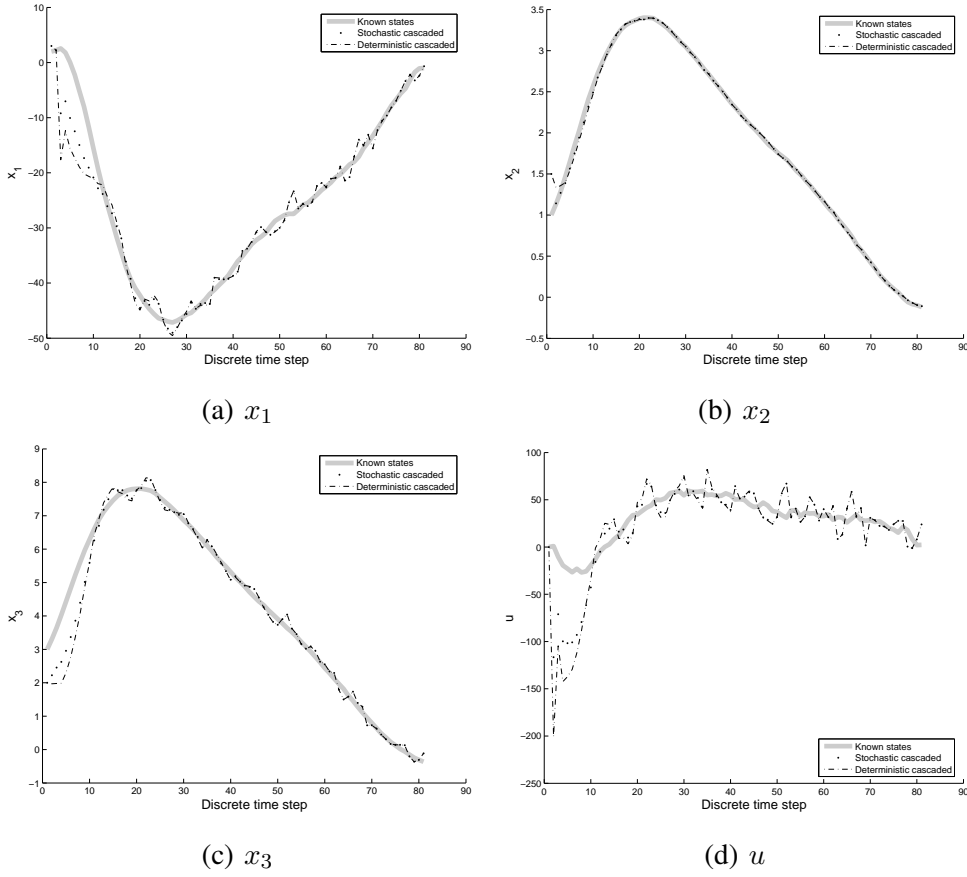 10
0
−10
−20
−30
−40
−50
x1
0 10 20 30 40 50 60 70 80 90
Discrete time step
Known states
Stochastic cascaded
Deterministic cascaded
(a) x1
3.5
3
2.5
2
1.5
1
0.5
0
−0.5
x2
0 10 20 30 40 50 60 70 80 90
Discrete time step
Known states
Stochastic cascaded
Deterministic cascaded
(b) x2
9
8
7
6
5
4
3
2
1
0
−1
x3
0 10 20 30 40 50 60 70 80 90
Discrete time step
Known states
Stochastic cascaded
Deterministic cascaded
(c) x3
100
50
0
−50
−100
−150
−200
−250
u
0 10 20 30 40 50 60 70 80 90
Discrete time step
Known states
Stochastic cascaded
Deterministic cascaded
(d) u